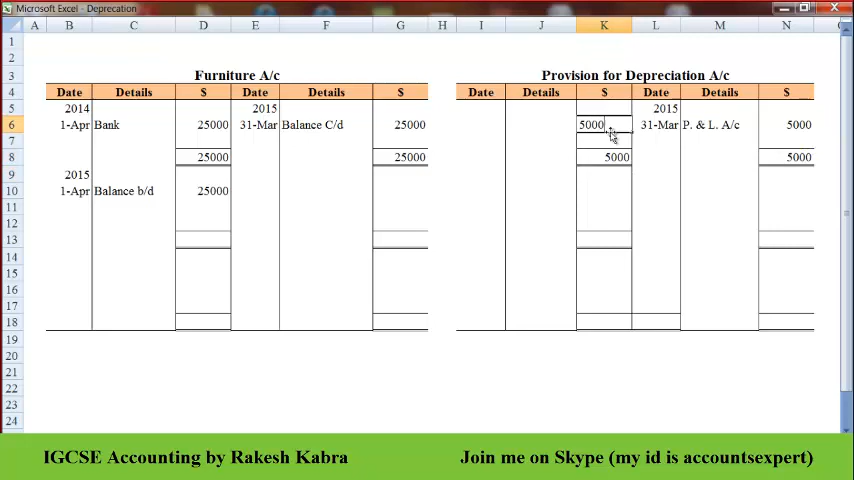 Microsoft Excel - Deprecation
A B C D E F G H I J K L M N
1
2
3 Furniture A/c Provision for Depreciation A/c
4 Date Details $ Date Details $ Date Details $ Date Details $
5 2014 2015 2015
6 1-Apr Bank 25000 31-Mar Balance C/d 25000 5000 31-Mar P. & L. A/c 5000
7
8 25000 25000 5000 5000
9 2015
10 1-Apr Balance b/d 25000
11
12
13
14
15
16
17
18
19
20
21
22
23
24
IGCSE Accounting by Rakesh Kabra Join me on Skype (my id is accountsexpert)